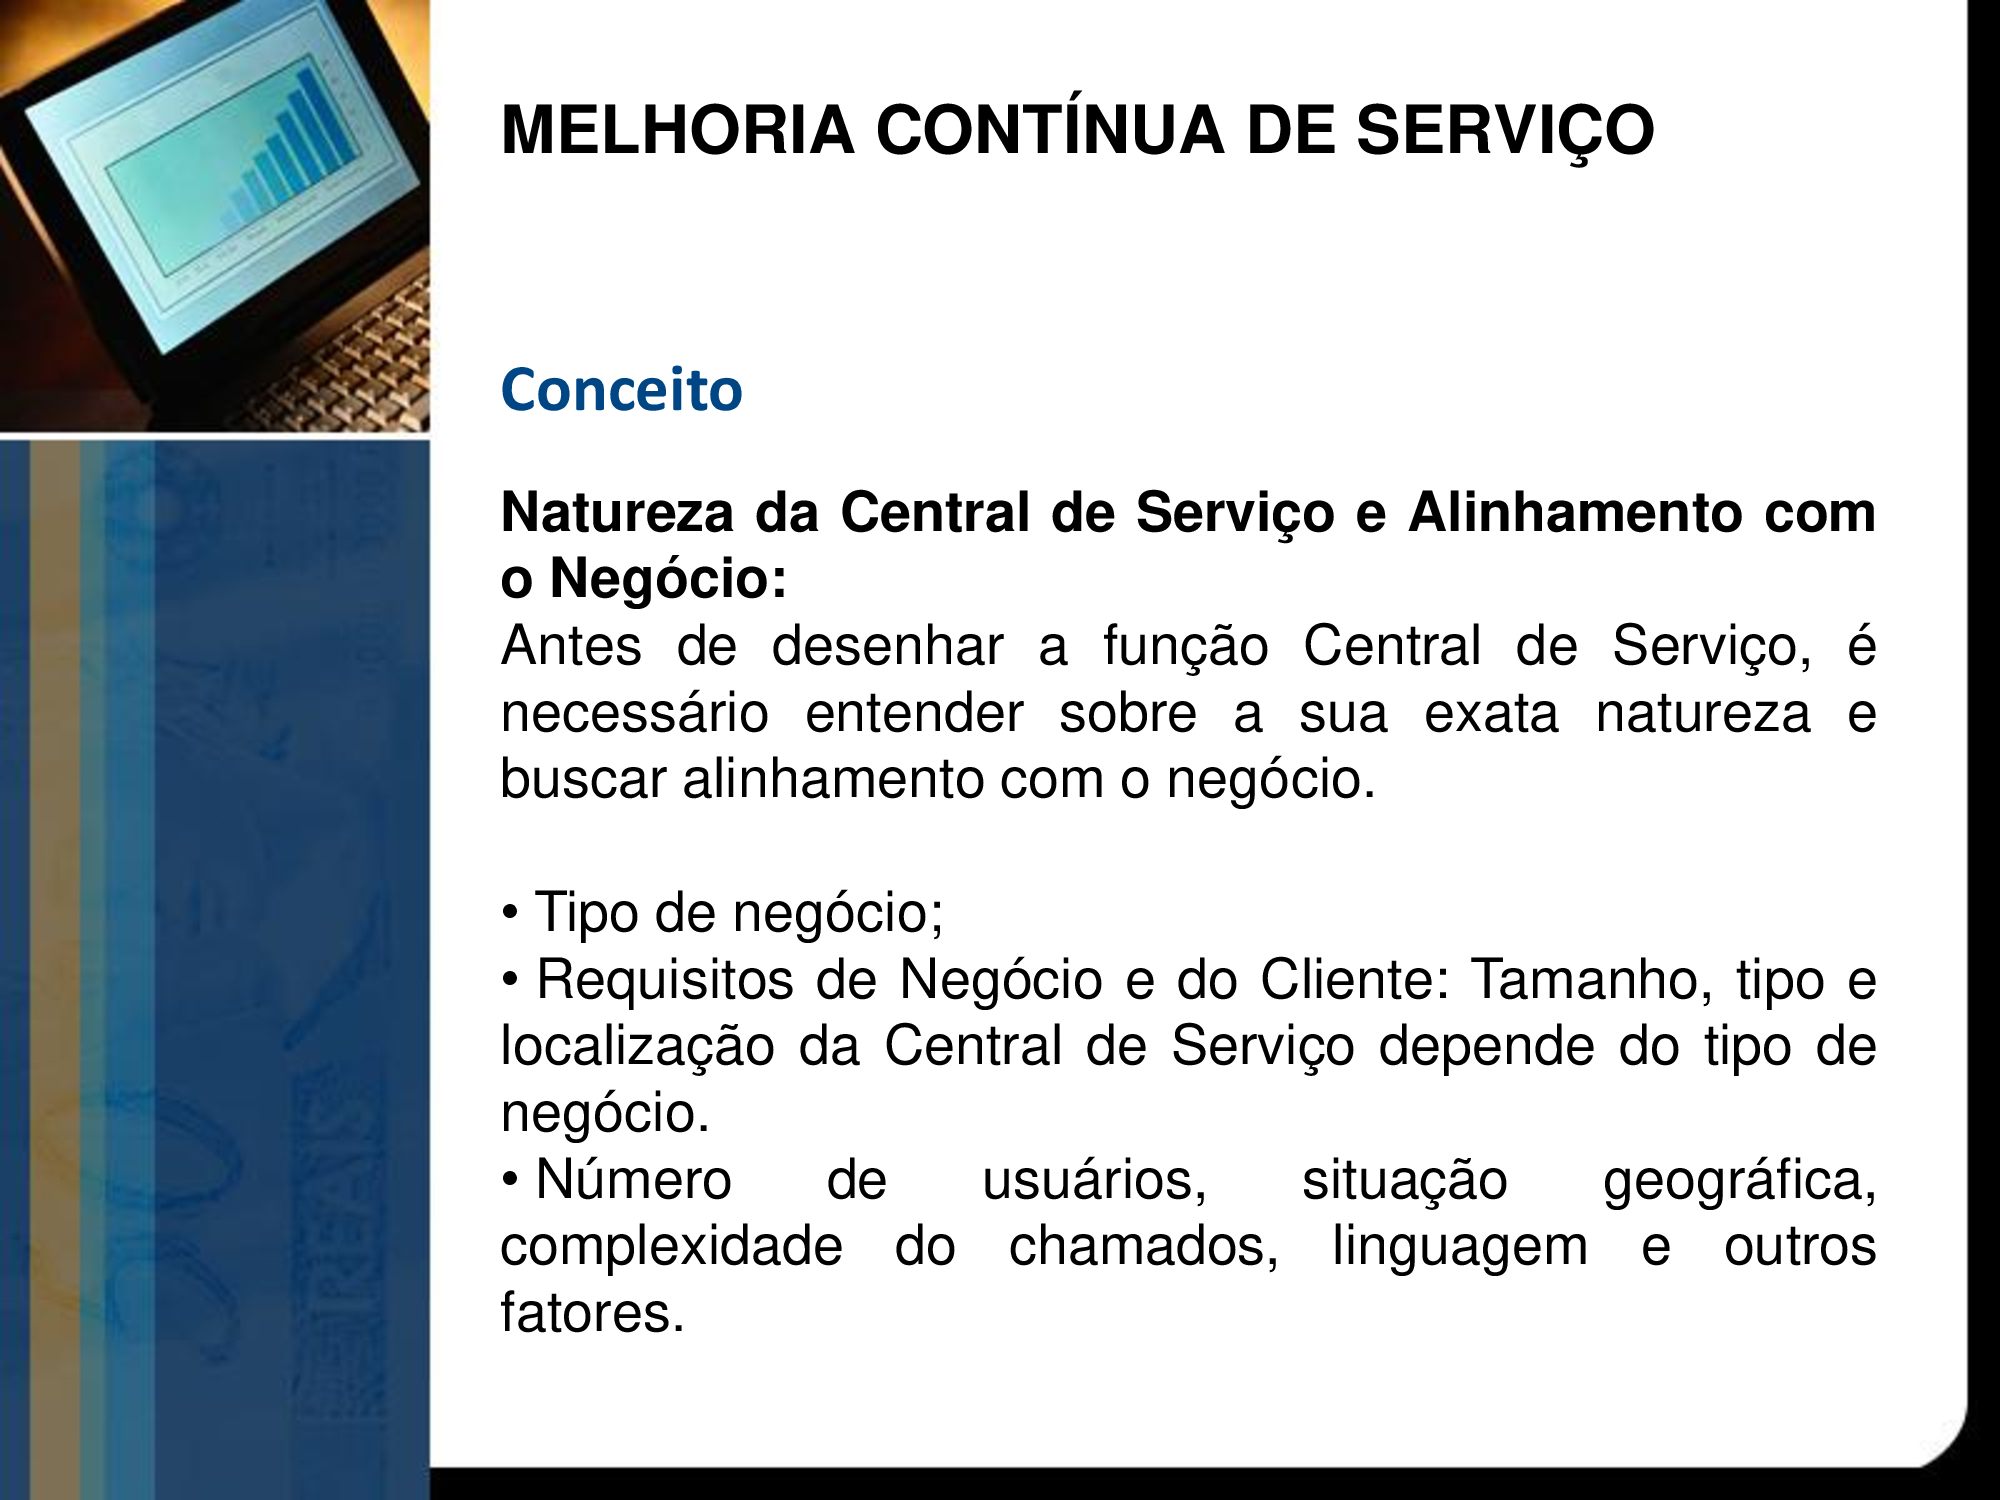 MELHORIA CONTÍNUA DE SERVIÇO
Conceito
Natureza da Central de Serviço e Alinhamento com
o Negócio:
Antes de desenhar a função Central de Serviço, é
necessário entender sobre a sua exata natureza e
buscar alinhamento com o negócio.
• Tipo de negócio;
• Requisitos de Negócio e do Cliente: Tamanho, tipo e
localização da Central de Serviço depende do tipo de
negócio.
• Número de usuários, situação geográfica,
complexidade do chamados, linguagem e outros
fatores.
REAIS